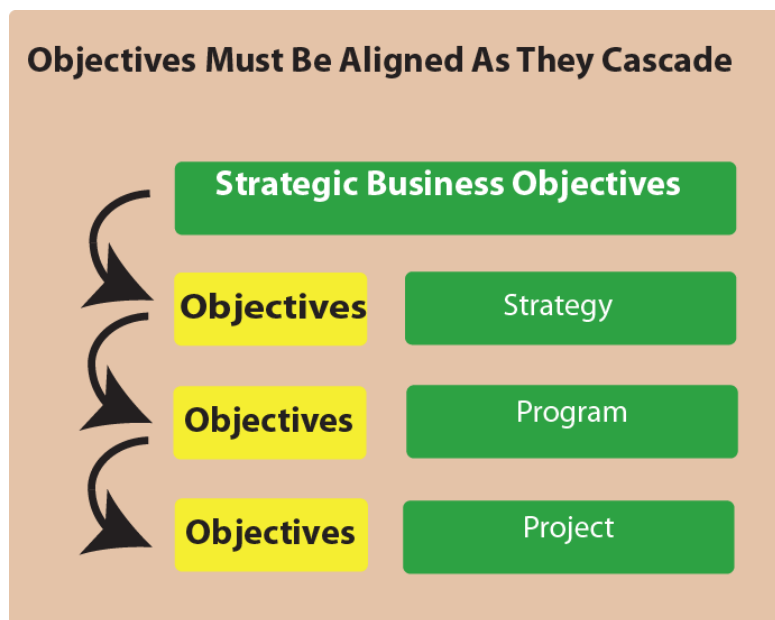 Objectives Must Be Aligned As They Cascade
Strategic Business Objectives
Objectives Strategy
Objectives Program
Objectives Project